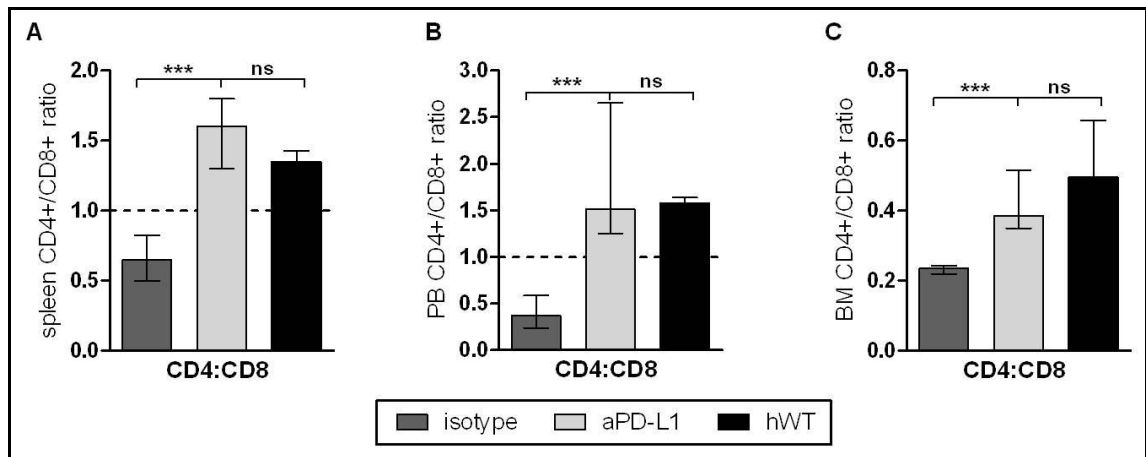 A
spleen CD4+/CD8+ ratio
2.0
1.5
1.0
0.5
0.0
*** ns
CD4:CD8
B
PB CD4+/CD8+ ratio
3.0
2.5
2.0
1.5
1.0
0.5
0.0
*** ns
CD4:CD8
C
BM CD4+/CD8+ ratio
0.8
0.6
0.4
0.2
0.0
*** ns
CD4:CD8
isotype aPD-L1 hWT